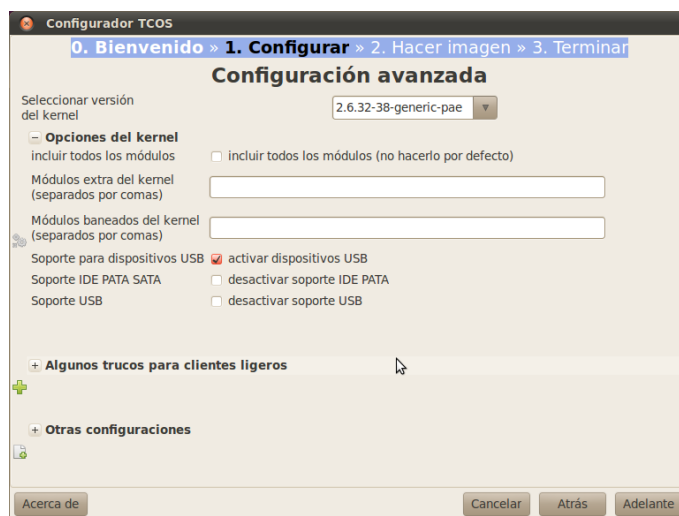 Configurador TCOS
0. Bienvenido » 1. Configurar » 2. Hacer imagen » 3. Terminar
Configuración avanzada
Seleccionar versión
del kernel
2.6.32-38-generic-pae
Opciones del kernel
incluir todos los módulos
incluir todos los módulos (no hacerlo por defecto)
Módulos extra del kernel
(separados por comas)
Módulos baneados del kernel
(separados por comas)
Soporte para dispositivos USB
activar dispositivos USB
Soporte IDE PATA SATA
desactivar soporte IDE PATA
Soporte USB
desactivar soporte USB
Algunos trucos para clientes ligeros
Otras configuraciones
Acerca de
Cancelar
Atrás
Adelante